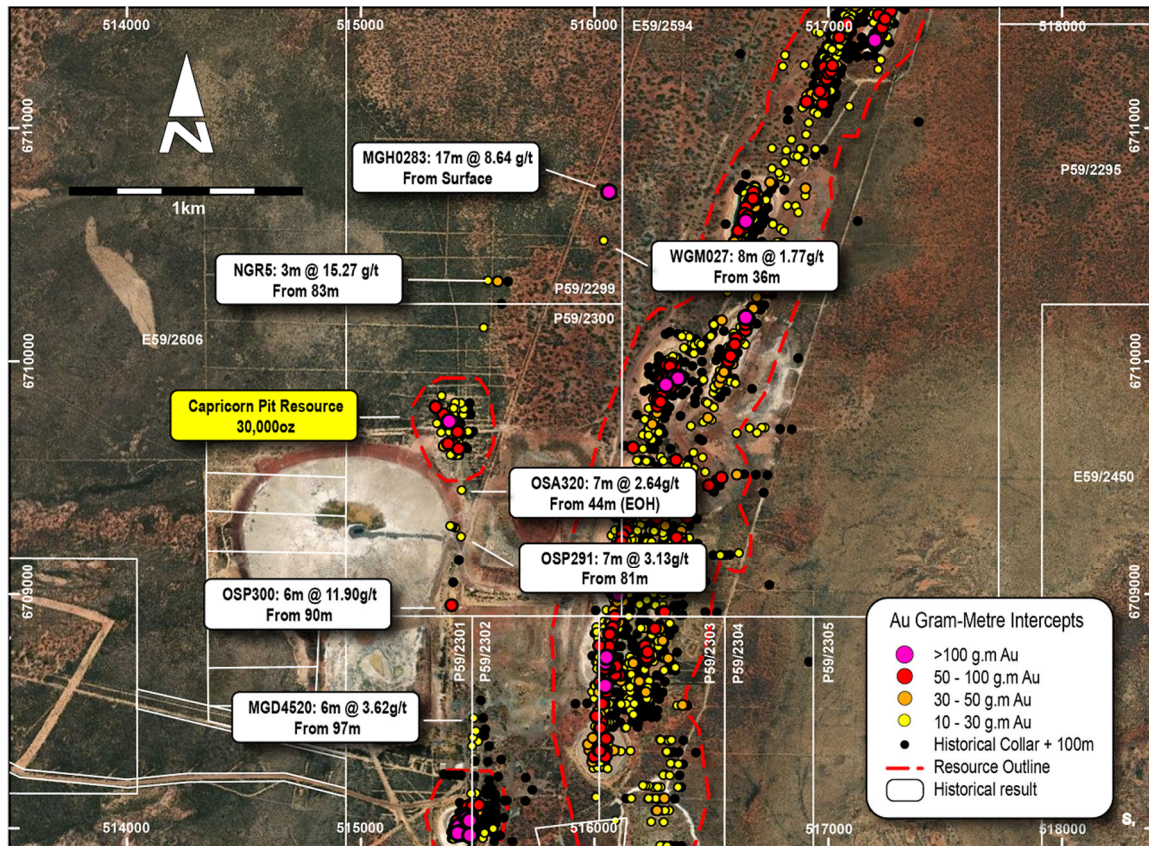 514000
515000
516000
517000
518000
E59/2594
6711000
6711000
N
P59/2295
MGH0283: 17m @ 8.64 g/t
From Surface
1km
WGM027: 8m @ 1.77g/t
From 36m
NGR5: 3m @ 15.27 g/t
From 83m
P59/2299
P59/2300
E59/2606
6710000
6710000
Capricorn Pit Resource
30,000oz
E59/2450
OSA320: 7m @ 2.64g/t
From 44m (EOH)
OSP291: 7m @ 3.13g/t
From 81m
6709000
6709000
OSP300: 6m @ 11.90g/t
From 90m
P59/2301
P59/2302
P59/2303
P59/2304
P59/2305
MGD4520: 6m @ 3.62g/t
From 97m
Au Gram-Metre Intercepts
>100 g.m Au
50 - 100 g.m Au
30 - 50 g.m Au
10 - 30 g.m Au
Historical Collar + 100m
Resource Outline
Historical result
514000
515000
516000
517000
518000
S.